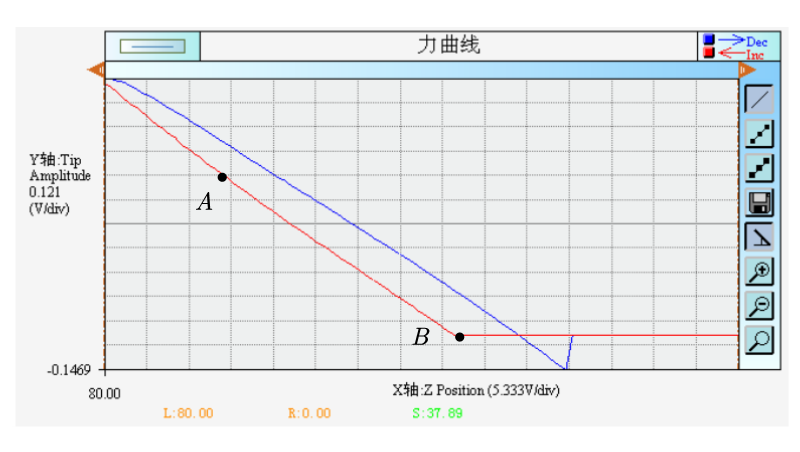 力曲线
Dec
Inc
Y轴:Tip
Amplitude
0.121
(V/div)
A
B
-0.1469
80.00
X轴:Z Position (5.333V/div)
L:80.00
R:0.00
S:37.89